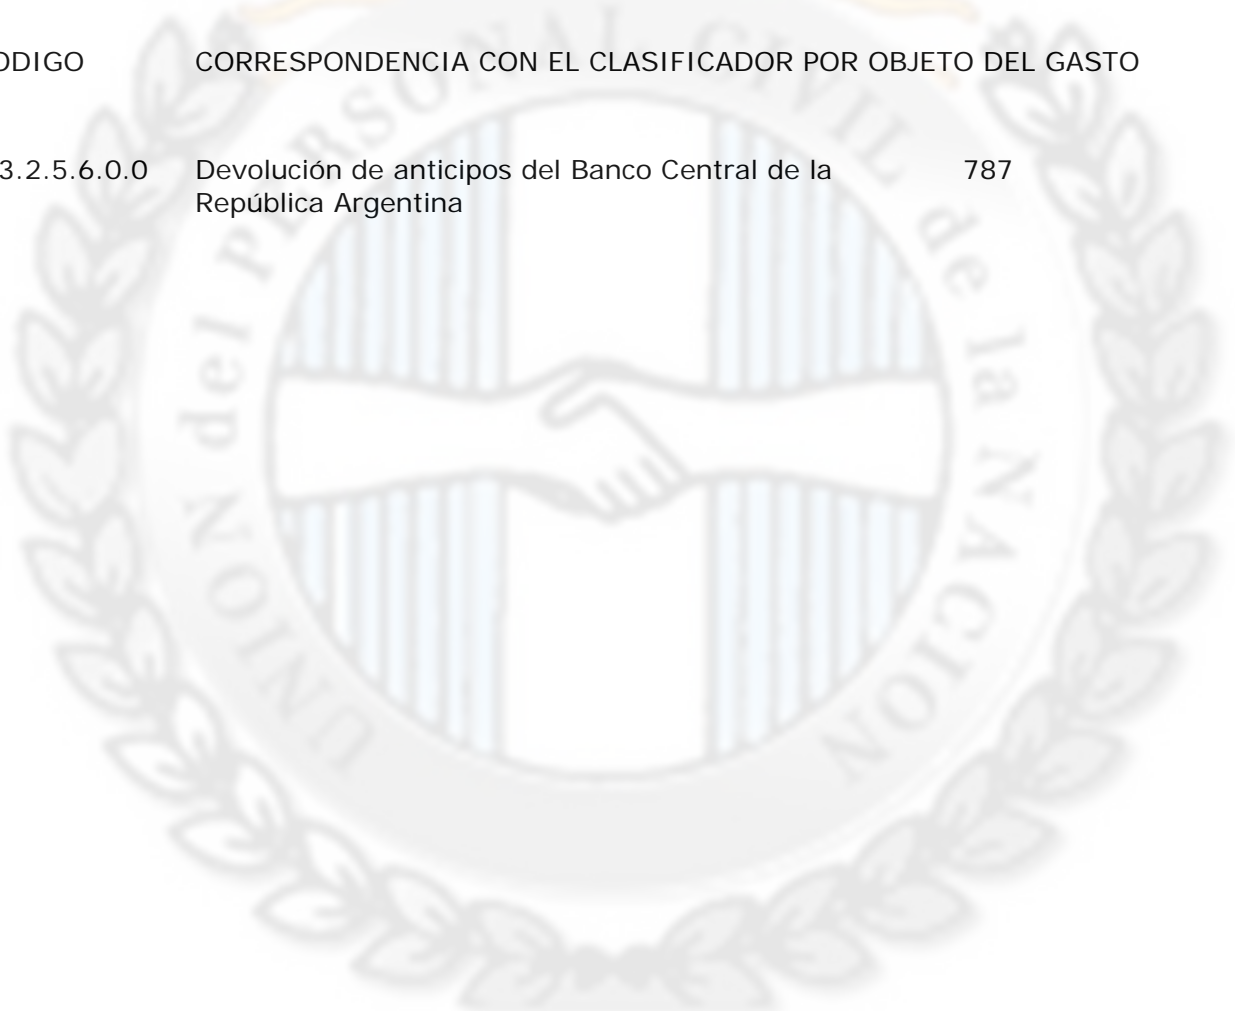 ODIGO CORRESPONDENCIA CON EL CLASIFICADOR POR OBJETO DEL GASTO
3.2.5.6.0.0 Devolución de anticipos del Banco Central de la 787
República Argentina
UNION del PERSONAL CIVIL de la NACION